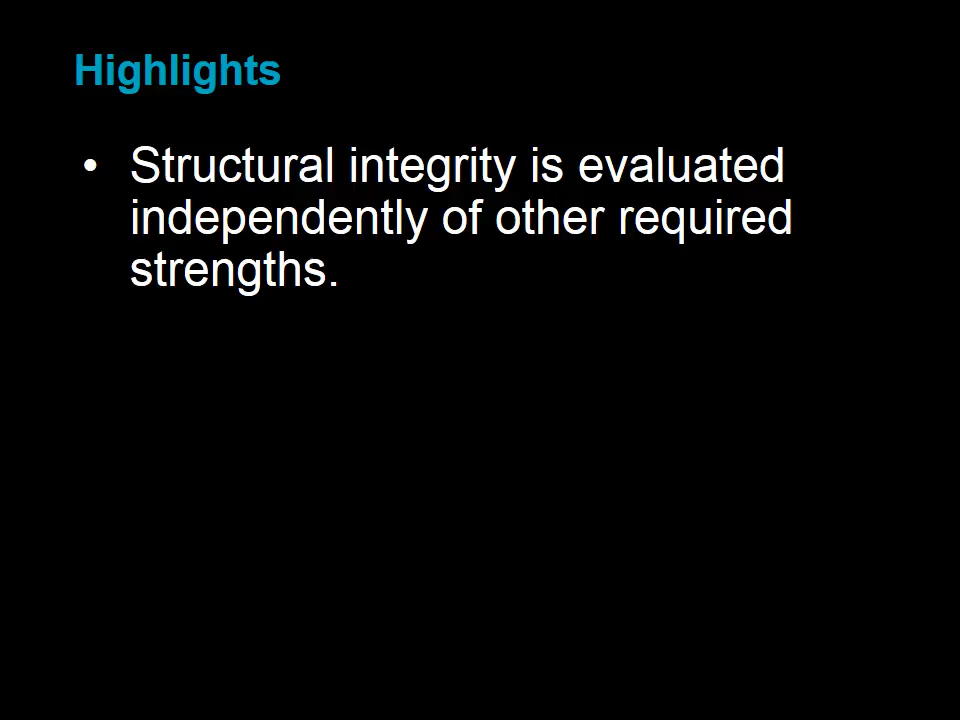 Highlights
• Structural integrity is evaluated
independently of other required
strengths.